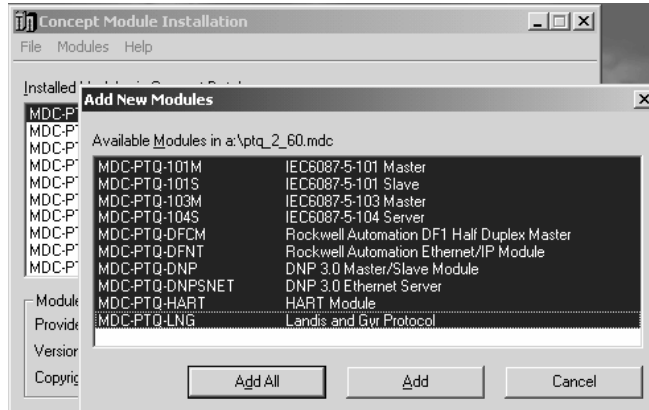 Concept Module Installation
File Modules Help
Installed
Add New Modules
MDC-P
MDC-P
MDC-P
MDC-P
MDC-P
MDC-P
MDC-P
MDC-P
MDC-P
MDC-P
Available Modules in a:\ptq_2_60.mdc
MDC-PTQ-101M IEC6087-5-101 Master
MDC-PTQ-101S IEC6087-5-101 Slave
MDC-PTQ-103M IEC6087-5-103 Master
MDC-PTQ-104S IEC6087-5-104 Server
MDC-PTQ-DFCM Rockwell Automation DF1 Half Duplex Master
MDC-PTQ-DFNT Rockwell Automation Ethernet/IP Module
MDC-PTQ-DNP DNP 3.0 Master/Slave Module
MDC-PTQ-DNPSNET DNP 3.0 Ethernet Server
MDC-PTQ-HART HART Module
MDC-PTQ-LNG Landis and Gyr Protocol
Module
Provide
Version
Copyrig
Add All Add Cancel